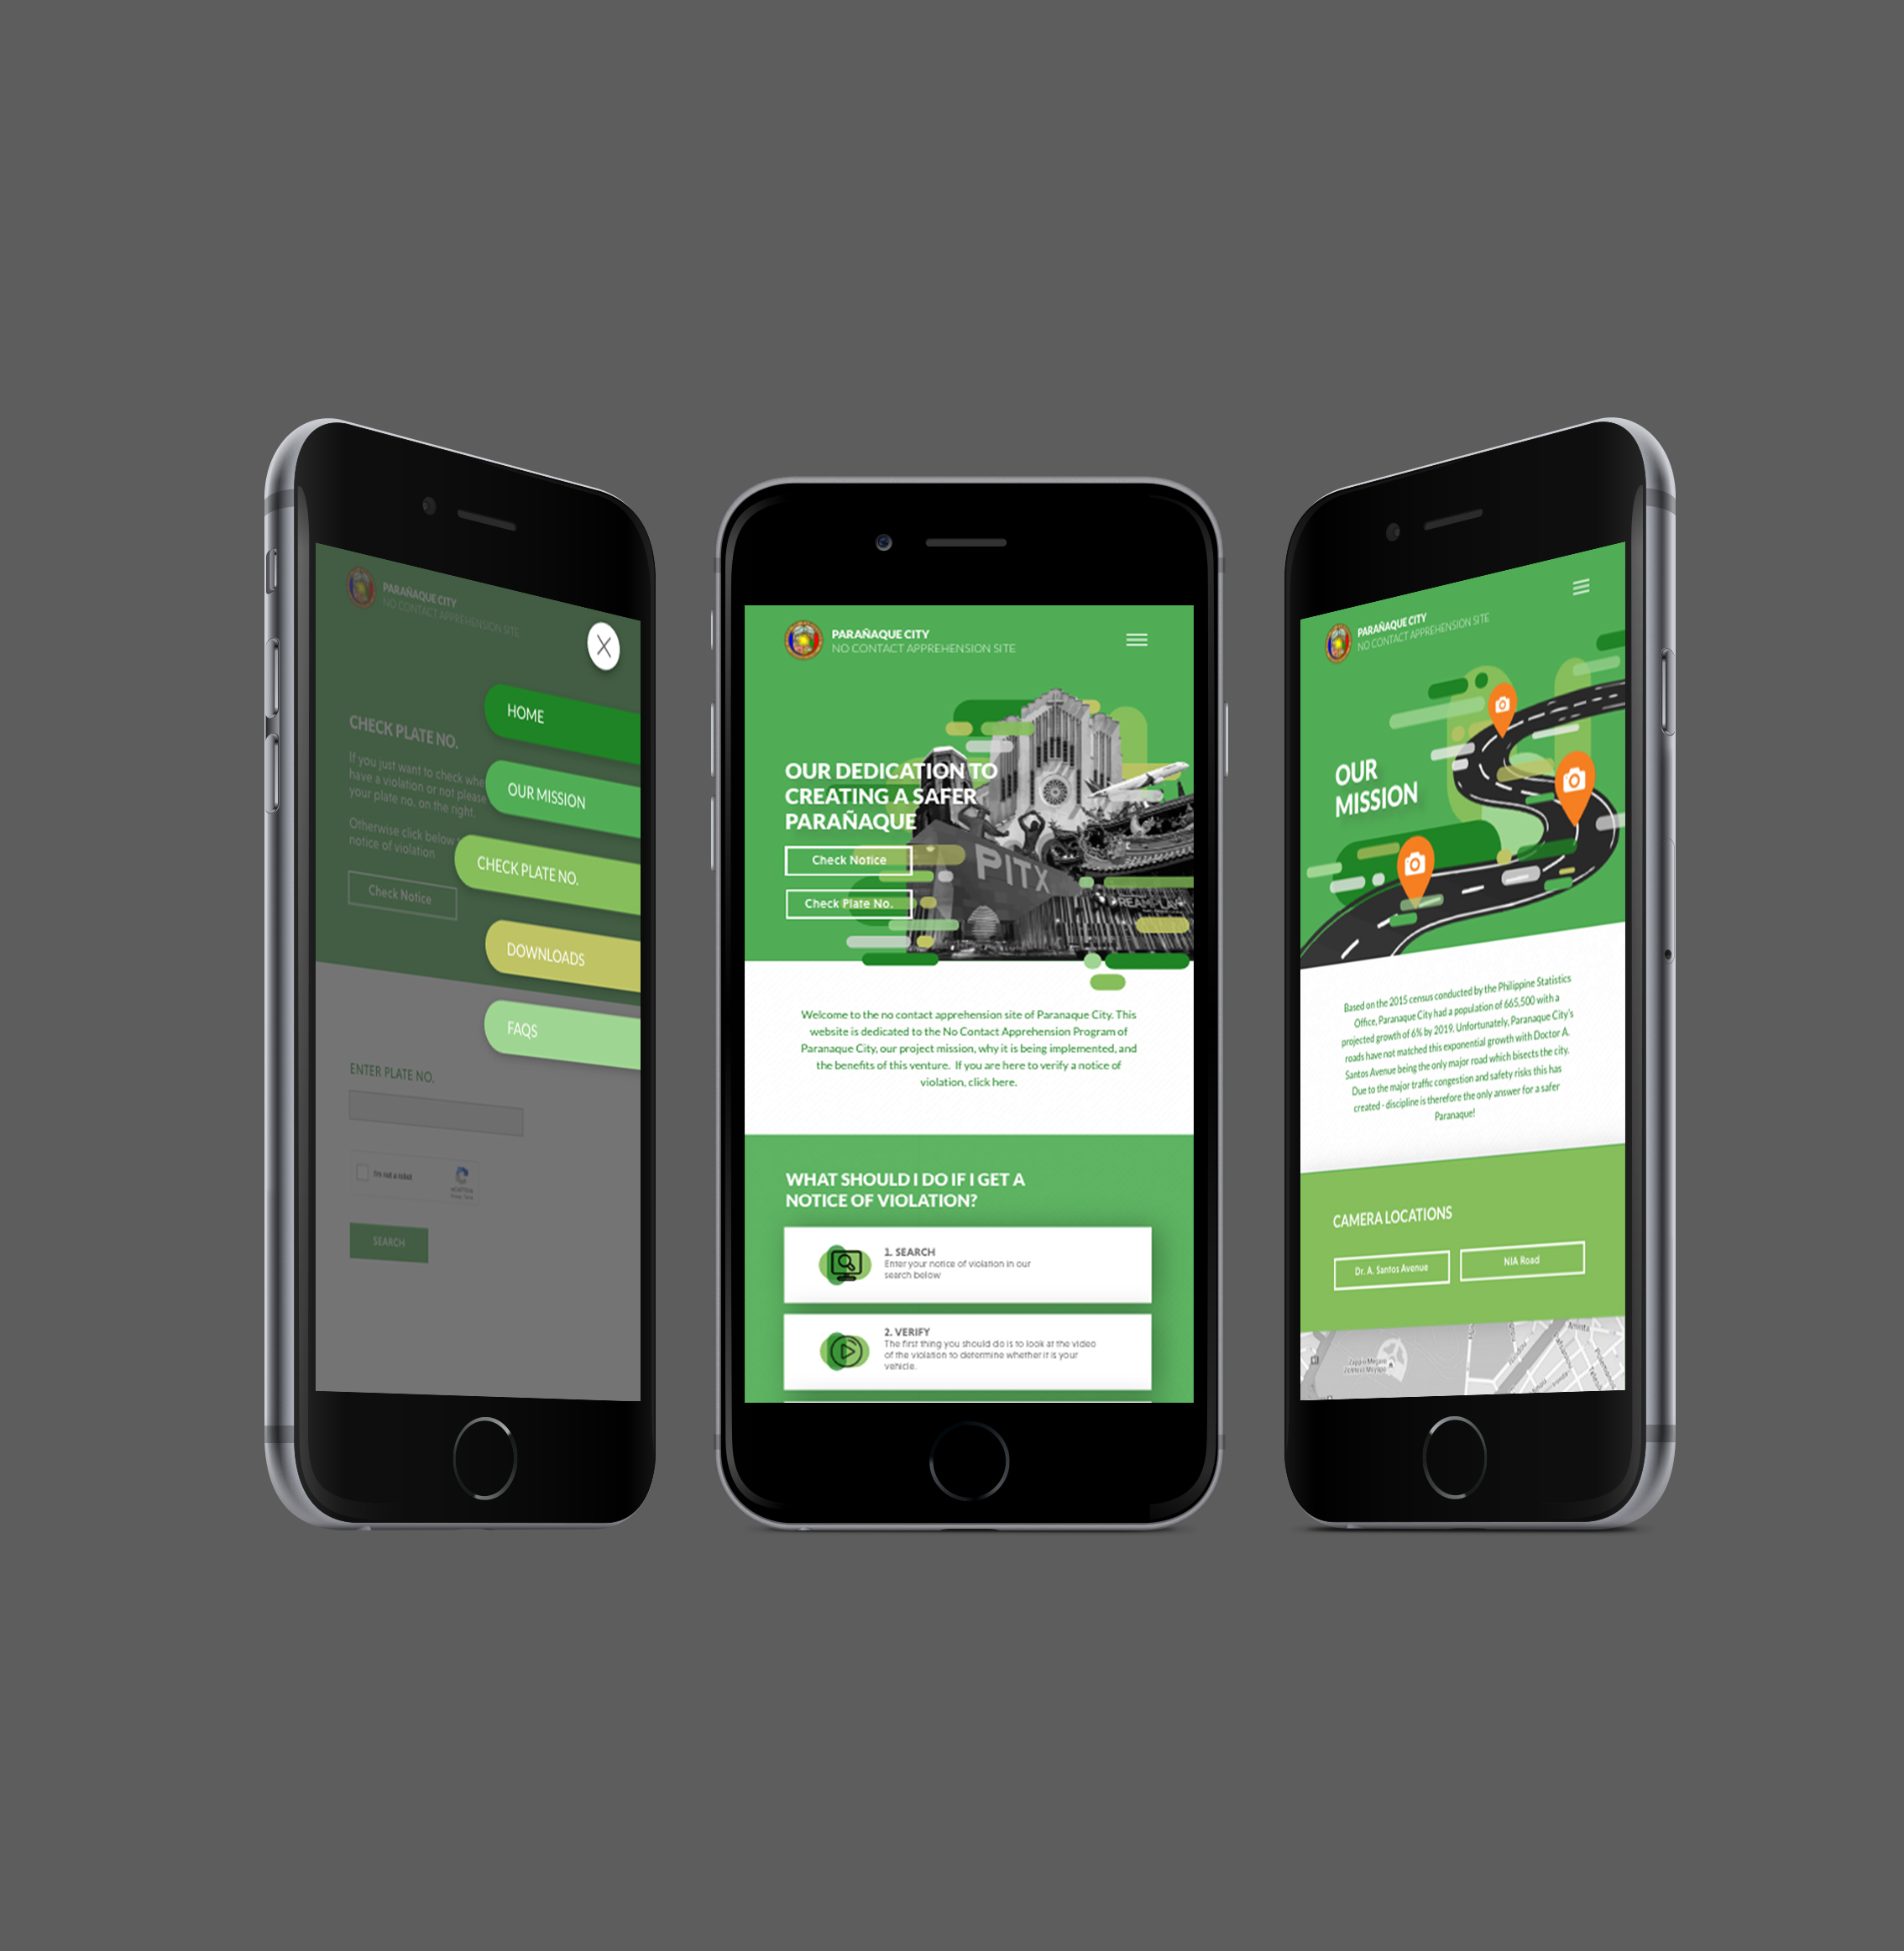 PARAÑAQUE CITY
NO CONTACT APPREHENSION SITE
HOME
CHECK PLATE NO.
If you just want to check whe
have a violation or not please
your plate no. on the right.
OUR MISSION
Otherwise click below
notice of violation
CHECK PLATE NO.
Check Notice
DOWNLOADS
FAQS
ENTER PLATE NO.
I'm not a robot
SEARCH
PARAÑAQUE CITY
NO CONTACT APPREHENSION SITE
OUR DEDICATION TO
CREATING A SAFER
PARAÑAQUE
Check Notice
Check Plate No.
PITX
Welcome to the no contact apprehension site of Paranaque City. This
website is dedicated to the No Contact Apprehension Program of
Paranaque City, our project mission, why it is being implemented, and
the benefits of this venture. If you are here to verify a notice of
violation, click here.
WHAT SHOULD I DO IF I GET A
NOTICE OF VIOLATION?
1. SEARCH
Enter your notice of violation in our
search below
2. VERIFY
The first thing you should do is to look at the video
of the violation to determine whether it is your
vehicle.
PARAÑAQUE CITY
NO CONTACT APPREHENSION SITE
OUR
MISSION
Based on the 2015 census conducted by the Philippine Statistics
Office, Paranaque City had a population of 665,500 with a
projected growth of 6% by 2019. Unfortunately, Paranaque City's
roads have not matched this exponential growth with Doctor A.
Santos Avenue being the only major road which bisects the city.
Due to the major traffic congestion and safety risks this has
created - discipline is therefore the only answer for a safer
Paranaque!
CAMERA LOCATIONS
Dr. A. Santos Avenue
NIA Road